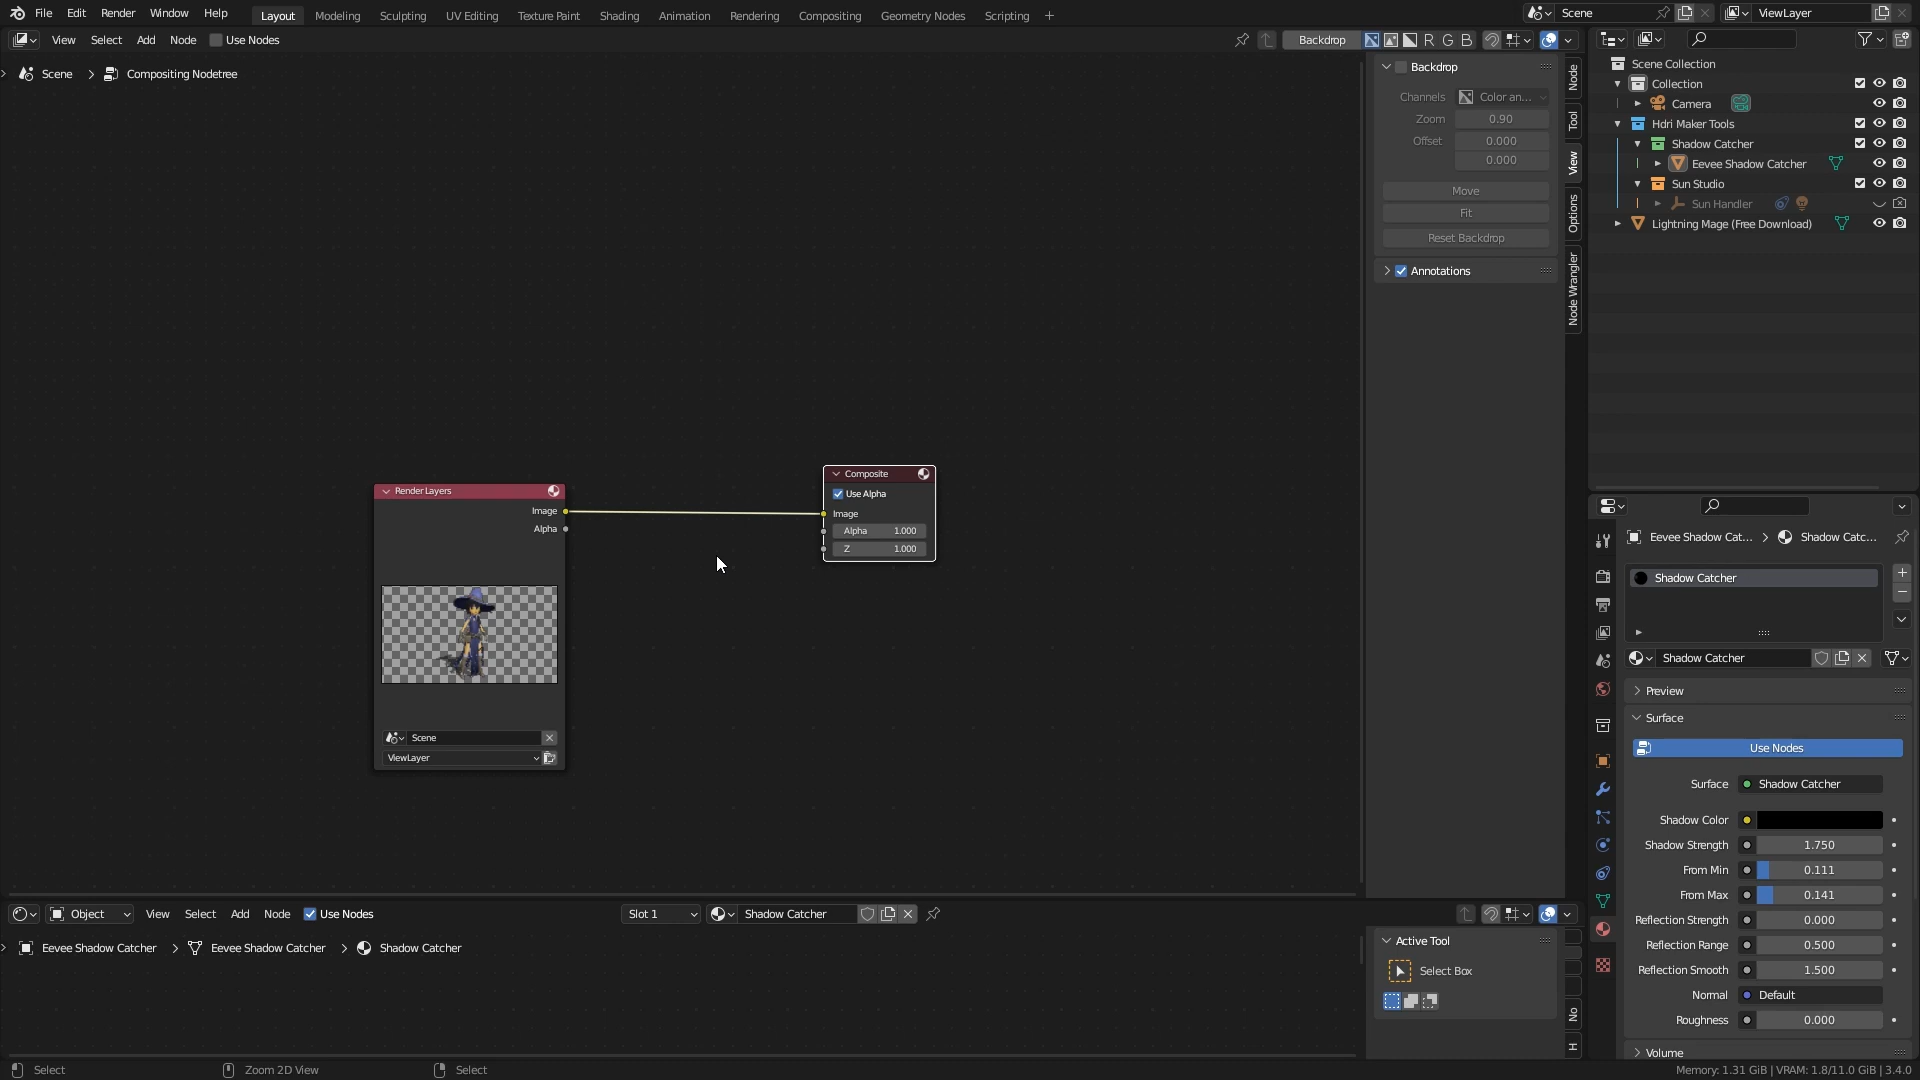 File Edit Render Window Help Layout Modeling Sculpting UV Editing Texture Paint Shading Animation Rendering Compositing Geometry Nodes Scripting + Scene ViewLayer
View Select Add Node Use Nodes Backdrop R G B
Scene > Compositing Nodetree
Backdrop
Channels Color an...
Zoom 0.90
Offset 0.000
0.000
Move
Fit
Reset Backdrop
Annotations
Node
Tool
View
Options
Node Wrangler
Scene Collection
Collection
Camera
Hdri Maker Tools
Shadow Catcher
Eevee Shadow Catcher
Sun Studio
Sun Handler
Lightning Mage (Free Download)
Render Layers
Image
Alpha
Scene
ViewLayer
Composite
Use Alpha
Image
Alpha 1.000
Z 1.000
Eevee Shadow Cat... > Shadow Catc...
Shadow Catcher
Shadow Catcher
Preview
Surface
Use Nodes
Surface Shadow Catcher
Shadow Color
Shadow Strength 1.750
From Min 0.111
From Max 0.141
Reflection Strength 0.000
Reflection Range 0.500
Reflection Smooth 1.500
Normal Default
Roughness 0.000
Volume
Object View Select Add Node Use Nodes Slot 1 Shadow Catcher
Eevee Shadow Catcher > Eevee Shadow Catcher > Shadow Catcher
Active Tool
Select Box
No
H
Select Zoom 2D View Select Memory: 1.31 GiB | VRAM: 1.8/11.0 GiB | 3.4.0